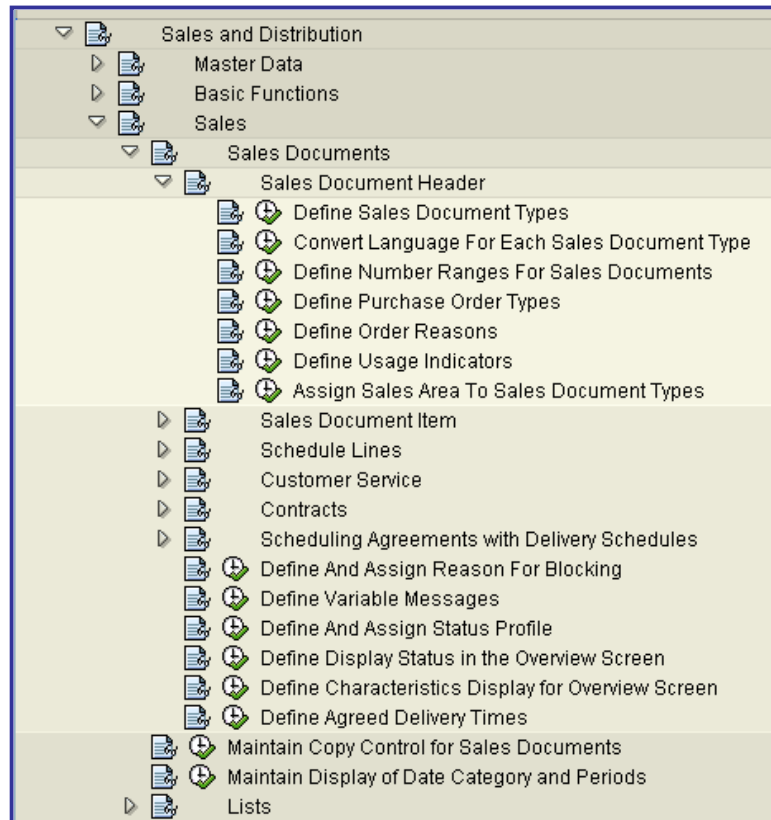 Sales and Distribution
Master Data
Basic Functions
Sales
Sales Documents
Sales Document Header
Define Sales Document Types
Convert Language For Each Sales Document Type
Define Number Ranges For Sales Documents
Define Purchase Order Types
Define Order Reasons
Define Usage Indicators
Assign Sales Area To Sales Document Types
Sales Document Item
Schedule Lines
Customer Service
Contracts
Scheduling Agreements with Delivery Schedules
Define And Assign Reason For Blocking
Define Variable Messages
Define And Assign Status Profile
Define Display Status in the Overview Screen
Define Characteristics Display for Overview Screen
Define Agreed Delivery Times
Maintain Copy Control for Sales Documents
Maintain Display of Date Category and Periods
Lists